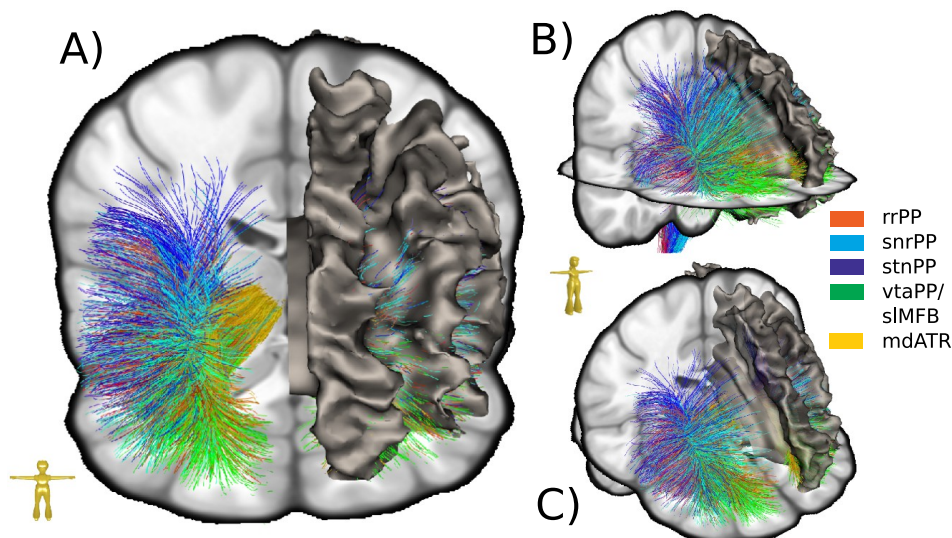 A)
B)
rrPP
snrPP
stnPP
vtaPP/
slMFB
mdATR
C)